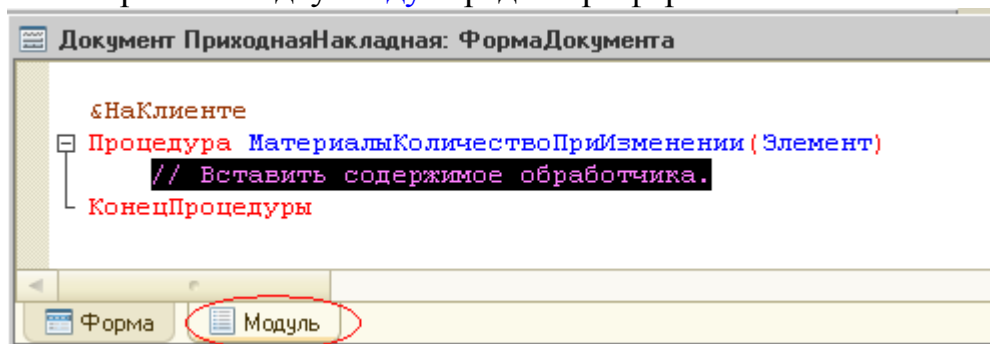 Документ ПриходнаяНакладная: ФормаДокумента
&НаКлиенте
Процедура МатериалыКоличествоПриИзменении(Элемент)
// Вставить содержимое обработчика.
КонецПроцедуры
Форма Модуль